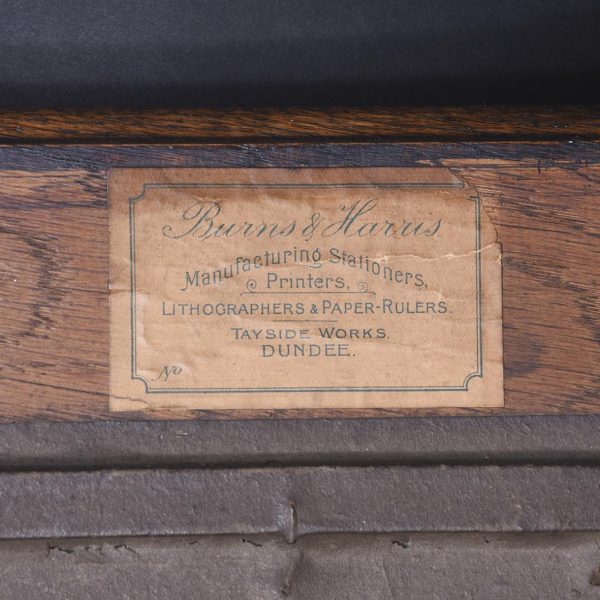 Burns & Harris
Manufacturing Stationers,
Printers,
LITHOGRAPHERS & PAPER-RULERS.
TAYSIDE WORKS,
DUNDEE.
No